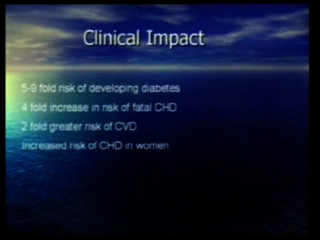 Clinical Impact
5-9 fold risk of developing diabetes
4 fold increase in risk of fatal CHD
2 fold greater risk of CVD
Increased risk of CHD in women